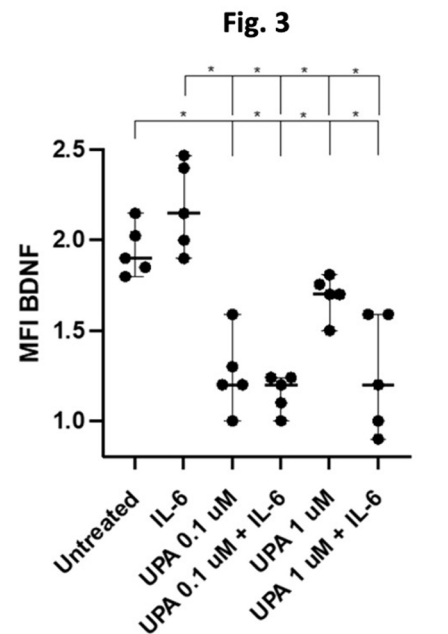 Fig. 3
* * * *
* * * *
2.5
2.0
1.5
1.0
MFI BDNF
Untreated
IL-6
UPA 0.1 uM
UPA 0.1 uM + IL-6
UPA 1 uM
UPA 1 uM + IL-6